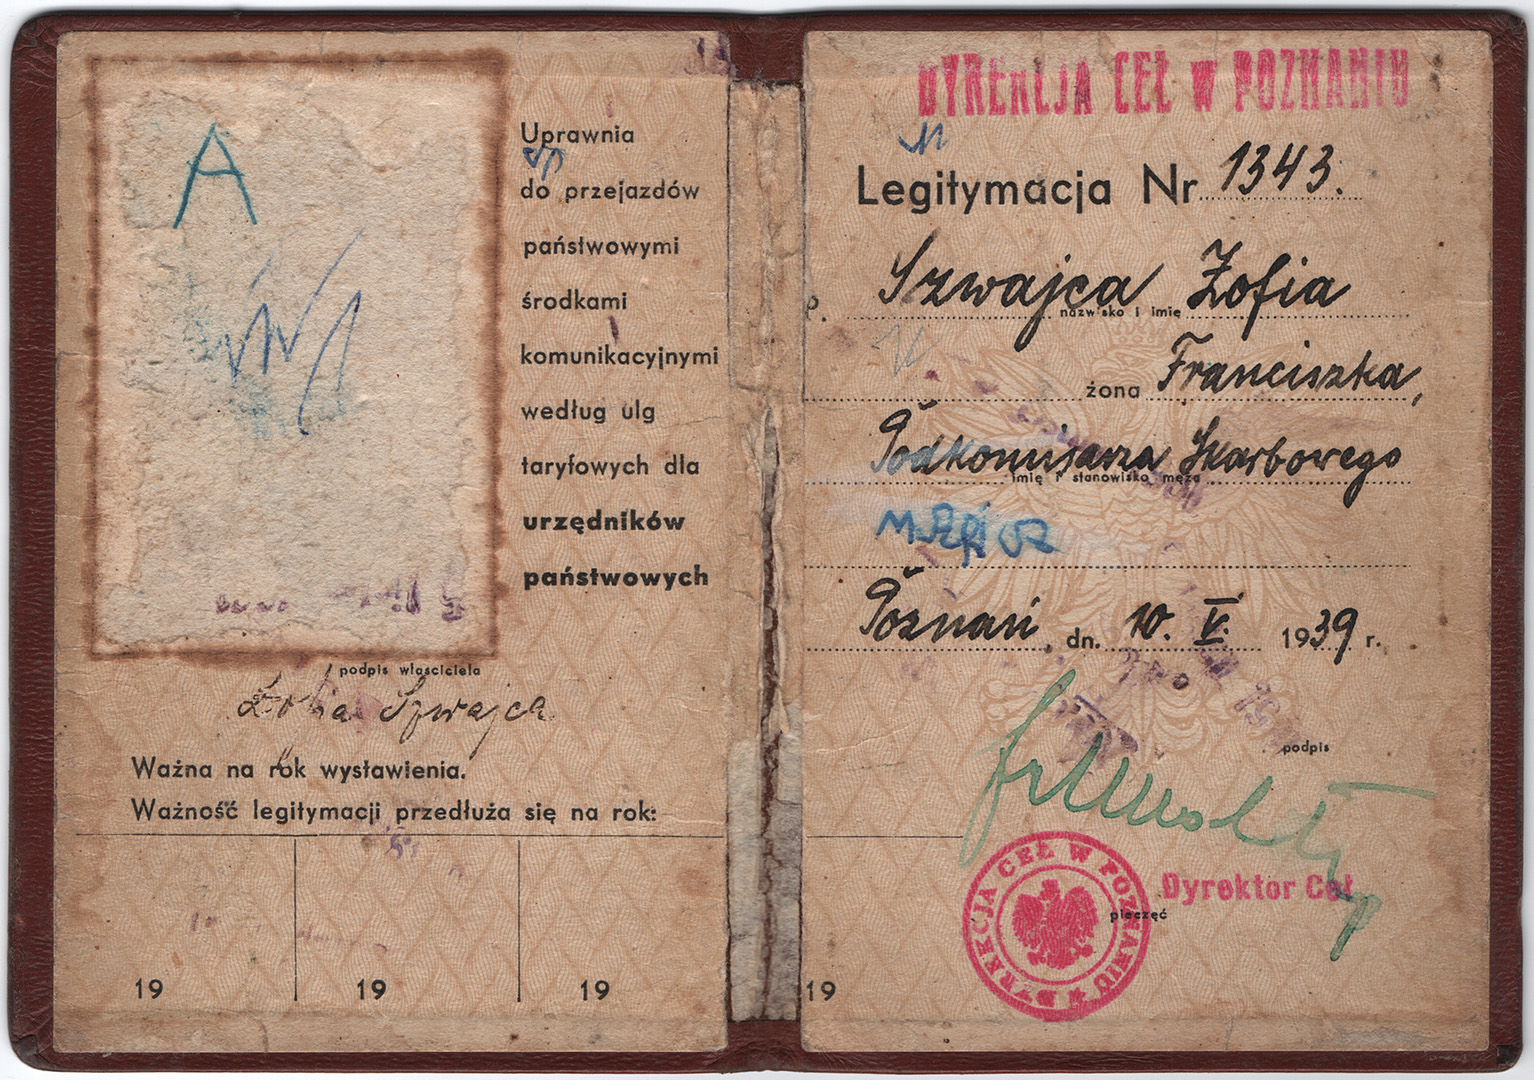 A
Uprawnia
do przejazdów
państwowymi
środkami
komunikacyjnymi
według ulg
taryfowych dla
urzędników
państwowych
podpis właściciela
Zofia Szwajca
Ważna na rok wystawienia.
Ważność legitymacji przedłuża się na rok:
19 19 19
DYREKCJA CEŁ W POZNANIU
Legitymacja Nr 1343.
p. Szwajca Zofia
nazwisko i imię
żona Franciszka,
Podkomisarza Skarbowego
imię i stanowisko męża
Poznań, dn. 10. V. 1939 r.
podpis
Dyrektor Ceł
pieczęć
DYREKCJA CEŁ W POZNANIU
19